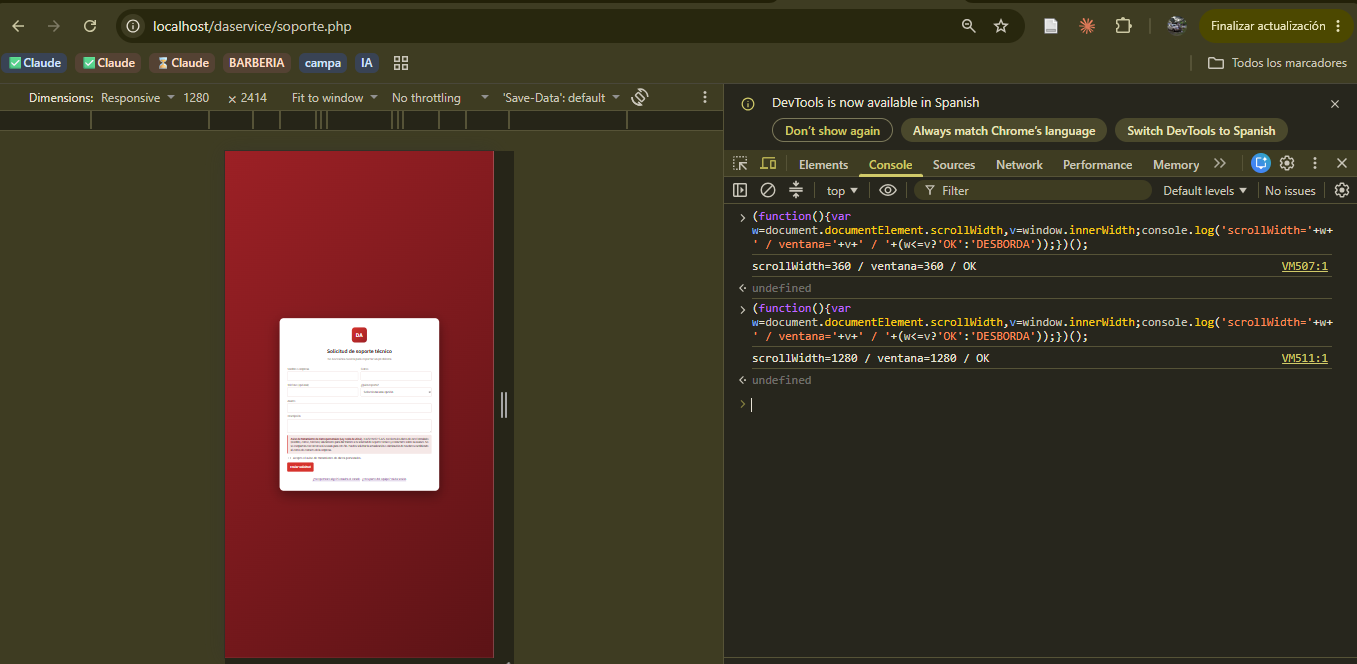 localhost/daservice/soporte.php
Finalizar actualización
✅ Claude
✅ Claude
⌛ Claude
BARBERIA
campa
IA
Todos los marcadores
Dimensions: Responsive 1280 × 2414 Fit to window No throttling 'Save-Data': default
DevTools is now available in Spanish
Don't show again Always match Chrome's language Switch DevTools to Spanish
Elements Console Sources Network Performance Memory
top Filter Default levels No issues
(function(){var
w=document.documentElement.scrollWidth,v=window.innerWidth;console.log('scrollWidth='+w+
' / ventana='+v+' / '+(w<=v?'OK':'DESBORDA'));})();
scrollWidth=360 / ventana=360 / OK VM507:1
undefined
(function(){var
w=document.documentElement.scrollWidth,v=window.innerWidth;console.log('scrollWidth='+w+
' / ventana='+v+' / '+(w<=v?'OK':'DESBORDA'));})();
scrollWidth=1280 / ventana=1280 / OK VM511:1
undefined
DA
Solicitud de soporte técnico